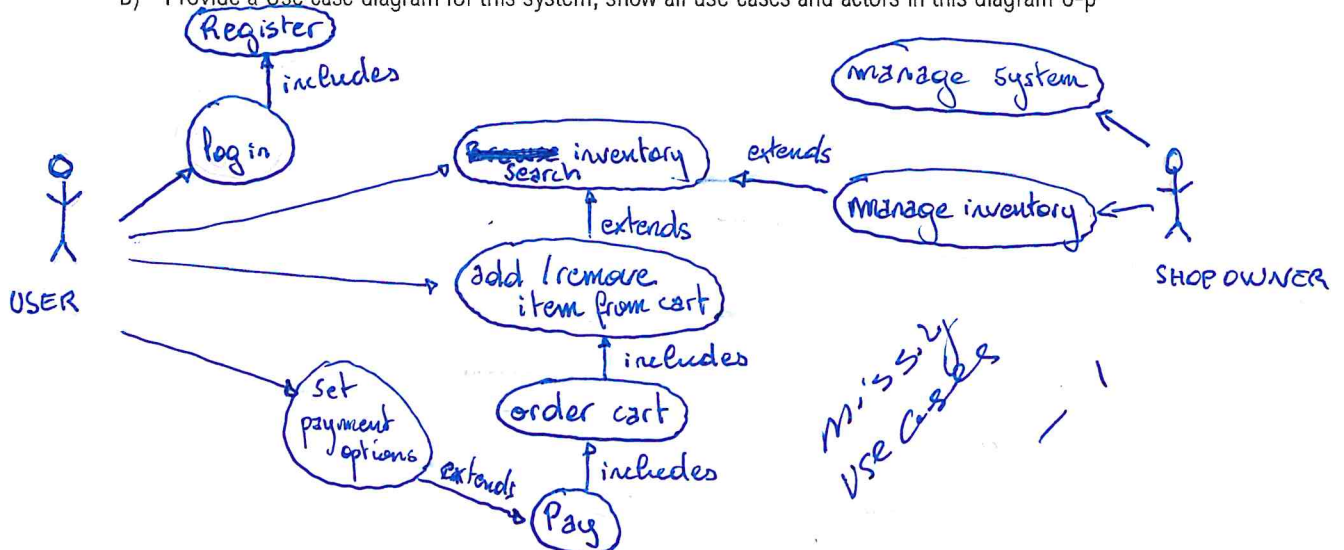 b) Provide a Use case diagram for this system, show all use cases and actors in this diagram 6-p
Register
includes
login
inventory
search
extends
manage system
manage inventory
extends
add / remove
item from cart
USER
SHOP OWNER
includes
order cart
includes
Set
payment
options
extends
Pay
missing
use cases
-1